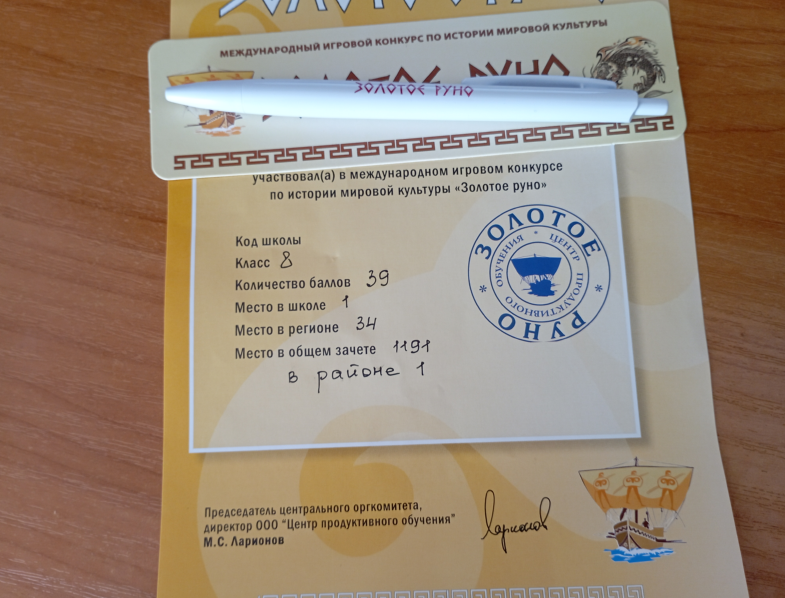 МЕЖДУНАРОДНЫЙ ИГРОВОЙ КОНКУРС ПО ИСТОРИИ МИРОВОЙ КУЛЬТУРЫ
ЗОЛОТОЕ РУНО
участвовал(а) в международном игровом конкурсе
по истории мировой культуры «Золотое руно»
Код школы
Класс 8
Количество баллов 39
Место в школе 1
Место в регионе 34
Место в общем зачете 1191
в районе 1
ЗОЛОТОЕ РУНО
ЦЕНТР ПРОДУКТИВНОГО ОБУЧЕНИЯ
Председатель центрального оргкомитета,
директор ООО "Центр продуктивного обучения"
М.С. Ларионов
Ларионов